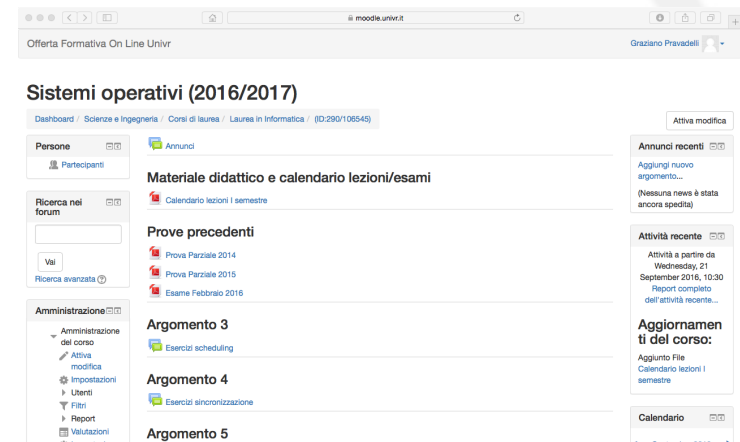 moodle.univr.it
Offerta Formativa On Line Univr
Graziano Pravadelli
Sistemi operativi (2016/2017)
Dashboard / Scienze e Ingegneria / Corsi di laurea / Laurea in Informatica / (ID:290/106545)
Attiva modifica
Persone
Partecipanti
Ricerca nei
forum
Vai
Ricerca avanzata
Amministrazione
Amministrazione
del corso
Attiva
modifica
Impostazioni
Utenti
Filtri
Report
Valutazioni
Annunci
Materiale didattico e calendario lezioni/esami
Calendario lezioni I semestre
Prove precedenti
Prova Parziale 2014
Prova Parziale 2015
Esame Febbraio 2016
Argomento 3
Esercizi scheduling
Argomento 4
Esercizi sincronizzazione
Argomento 5
Annunci recenti
Aggiungi nuovo
argomento...
(Nessuna news è stata
ancora spedita)
Attività recente
Attività a partire da
Wednesday, 21
September 2016, 10:30
Report completo
dell'attività recente...
Aggiornamen
ti del corso:
Aggiunto File
Calendario lezioni I
semestre
Calendario